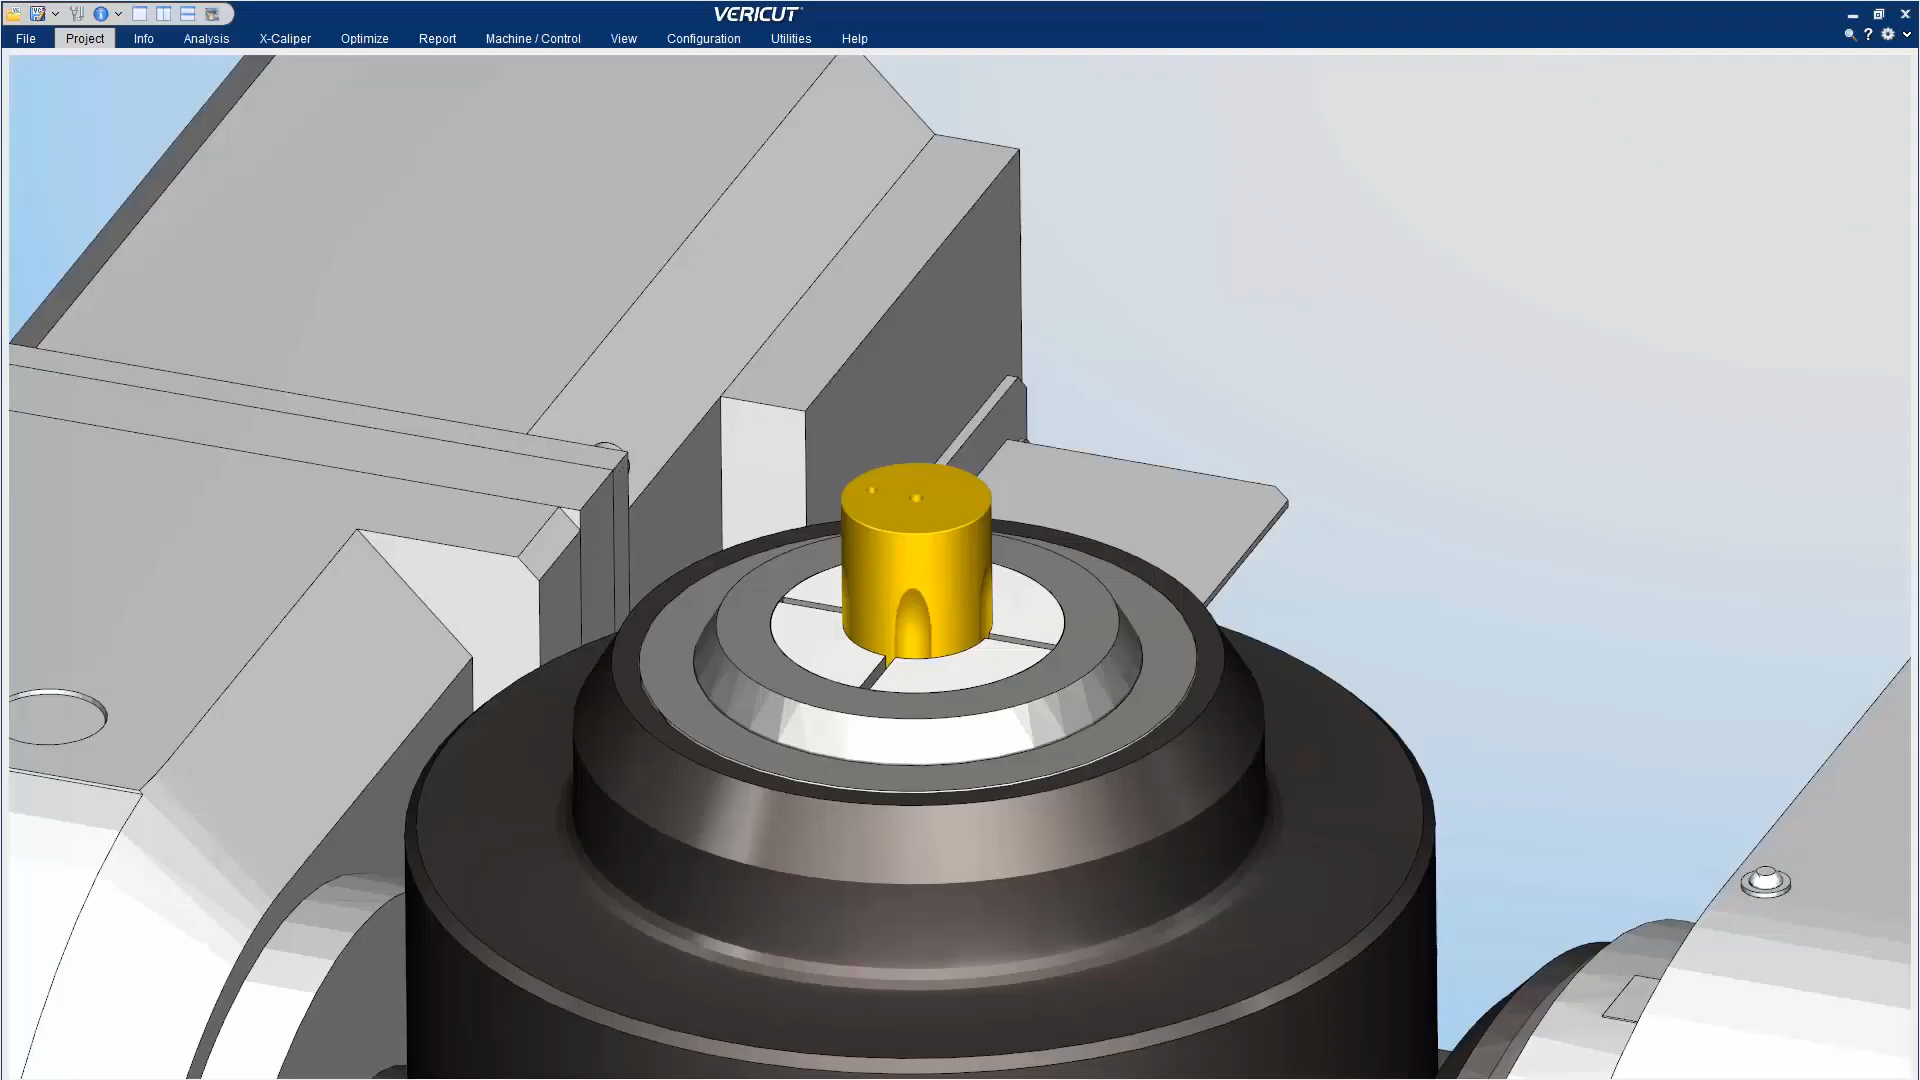 VERICUT
File Project Info Analysis X-Caliper Optimize Report Machine / Control View Configuration Utilities Help